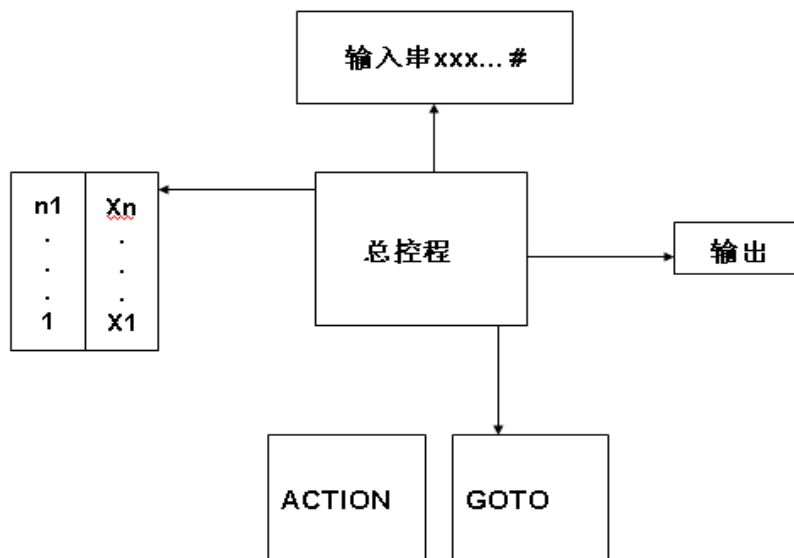 输入串xxx...#
n1 Xn
. .
. .
. .
1 X1
总控程
输出
ACTION
GOTO